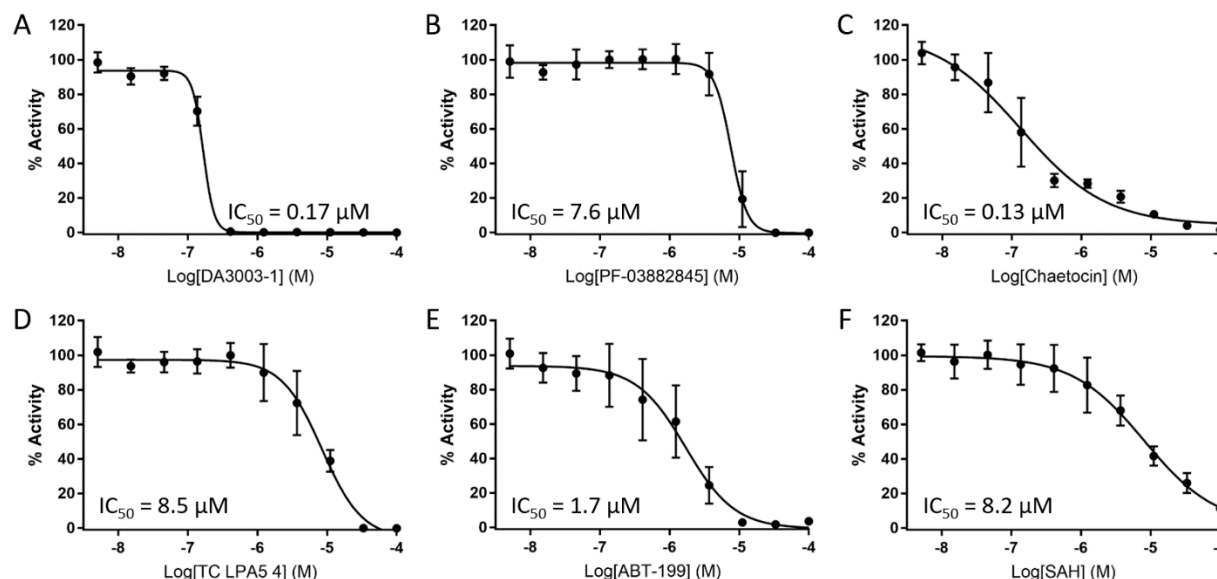 A
% Activity
120
100
80
60
40
20
0
IC50 = 0.17 µM
-8 -7 -6 -5 -4
Log[DA3003-1] (M)
B
% Activity
120
100
80
60
40
20
0
IC50 = 7.6 µM
-8 -7 -6 -5 -4
Log[PF-03882845] (M)
C
% Activity
120
100
80
60
40
20
0
IC50 = 0.13 µM
-8 -7 -6 -5 -4
Log[Chaetocin] (M)
D
% Activity
120
100
80
60
40
20
0
IC50 = 8.5 µM
-8 -7 -6 -5 -4
Log[TC LPA5 4] (M)
E
% Activity
120
100
80
60
40
20
0
IC50 = 1.7 µM
-8 -7 -6 -5 -4
Log[ABT-199] (M)
F
% Activity
120
100
80
60
40
20
0
IC50 = 8.2 µM
-8 -7 -6 -5 -4
Log[SAH] (M)